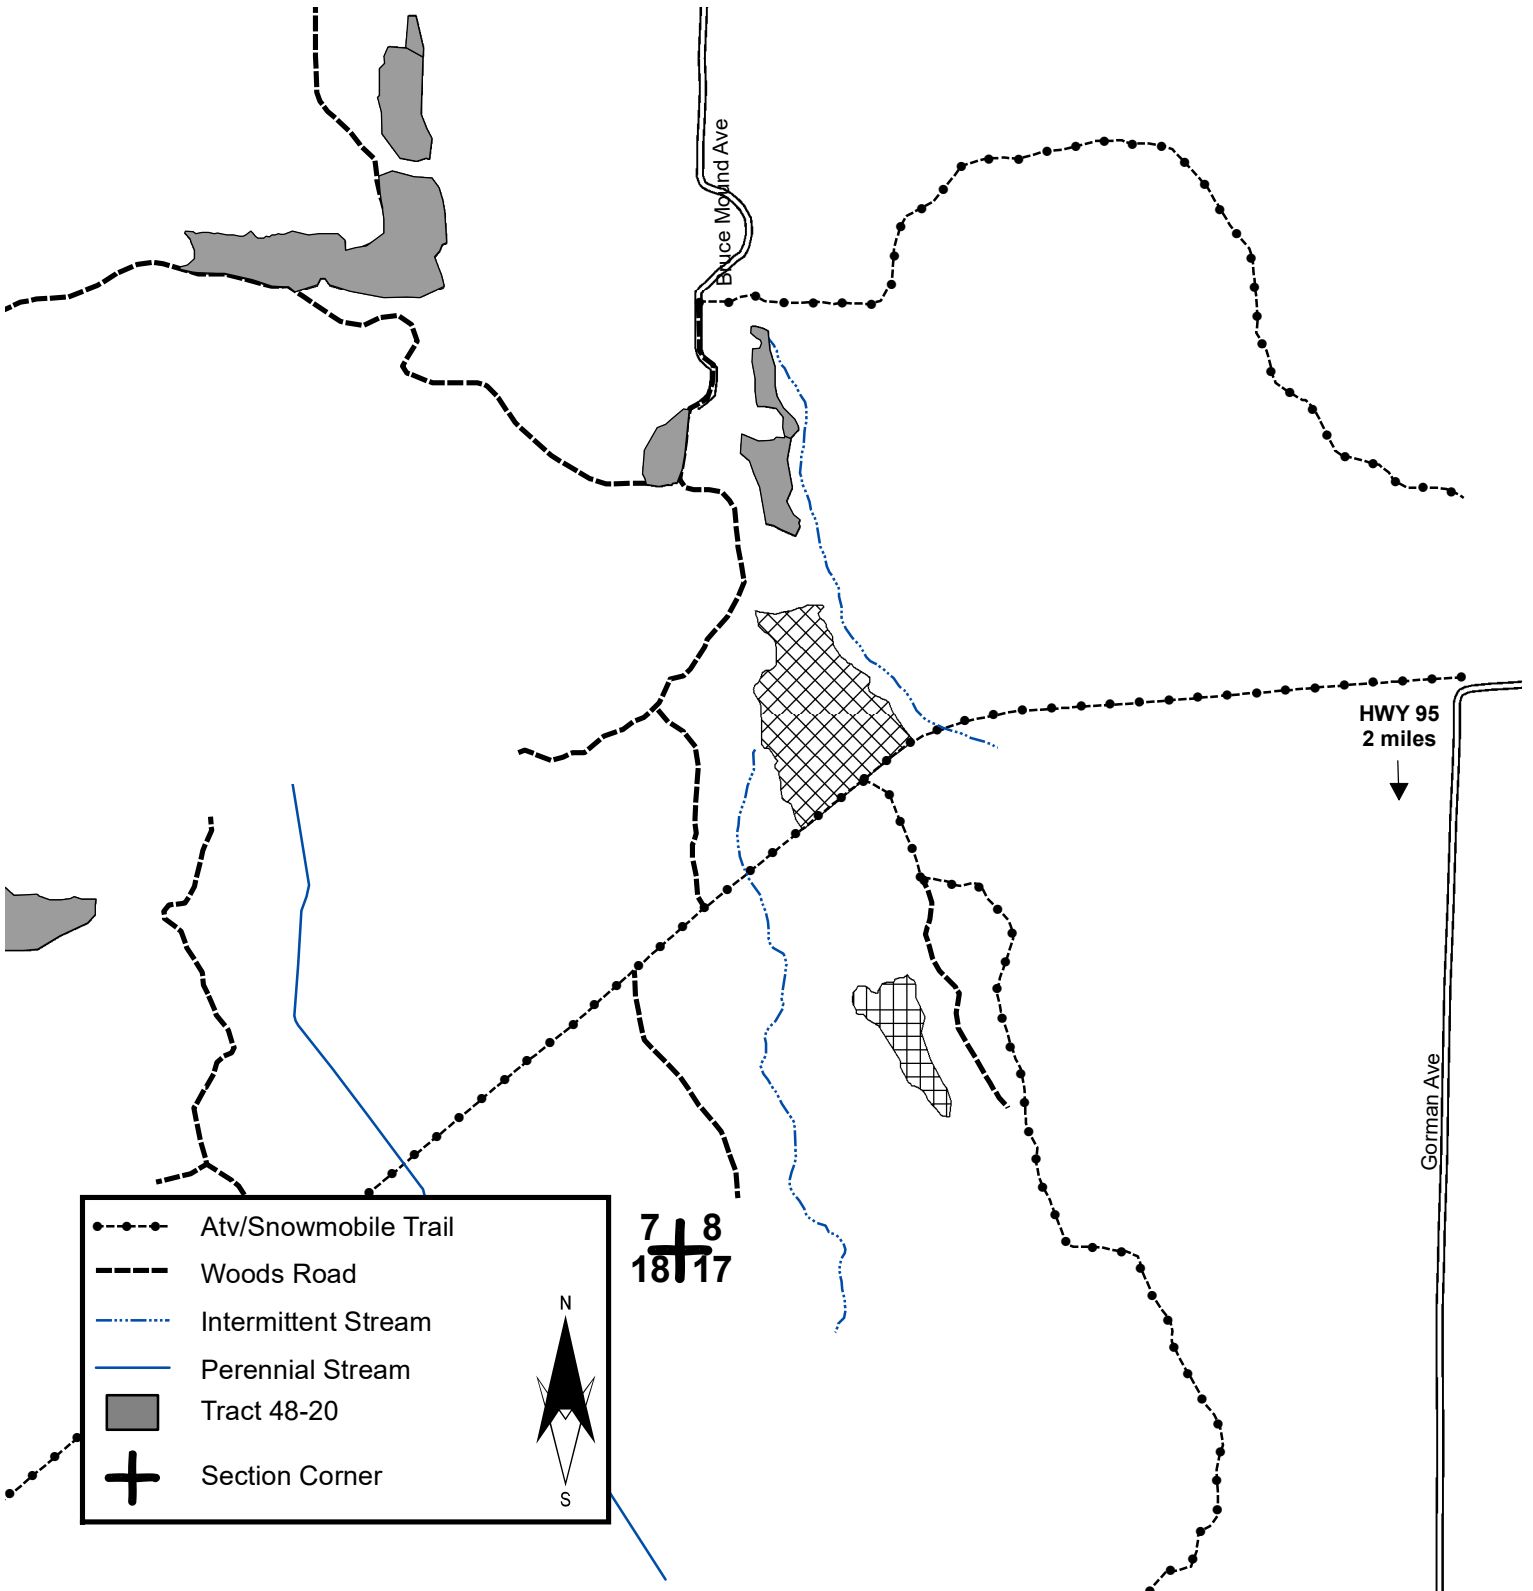 Bruce Mound Ave
HWY 95
2 miles
Gorman Ave
7 8
18 17
Atv/Snowmobile Trail
Woods Road
Intermittent Stream
Perennial Stream
Tract 48-20
Section Corner
N
S